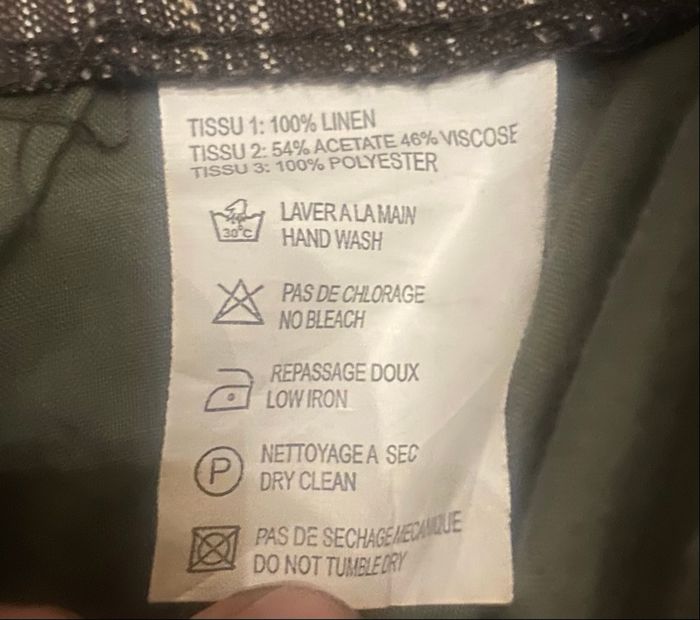 TISSU 1: 100% LINEN
TISSU 2: 54% ACETATE 46% VISCOSE
TISSU 3: 100% POLYESTER
30°C
LAVER A LA MAIN
HAND WASH
PAS DE CHLORAGE
NO BLEACH
REPASSAGE DOUX
LOW IRON
P
NETTOYAGE A SEC
DRY CLEAN
PAS DE SECHAGE MECANIQUE
DO NOT TUMBLE DRY